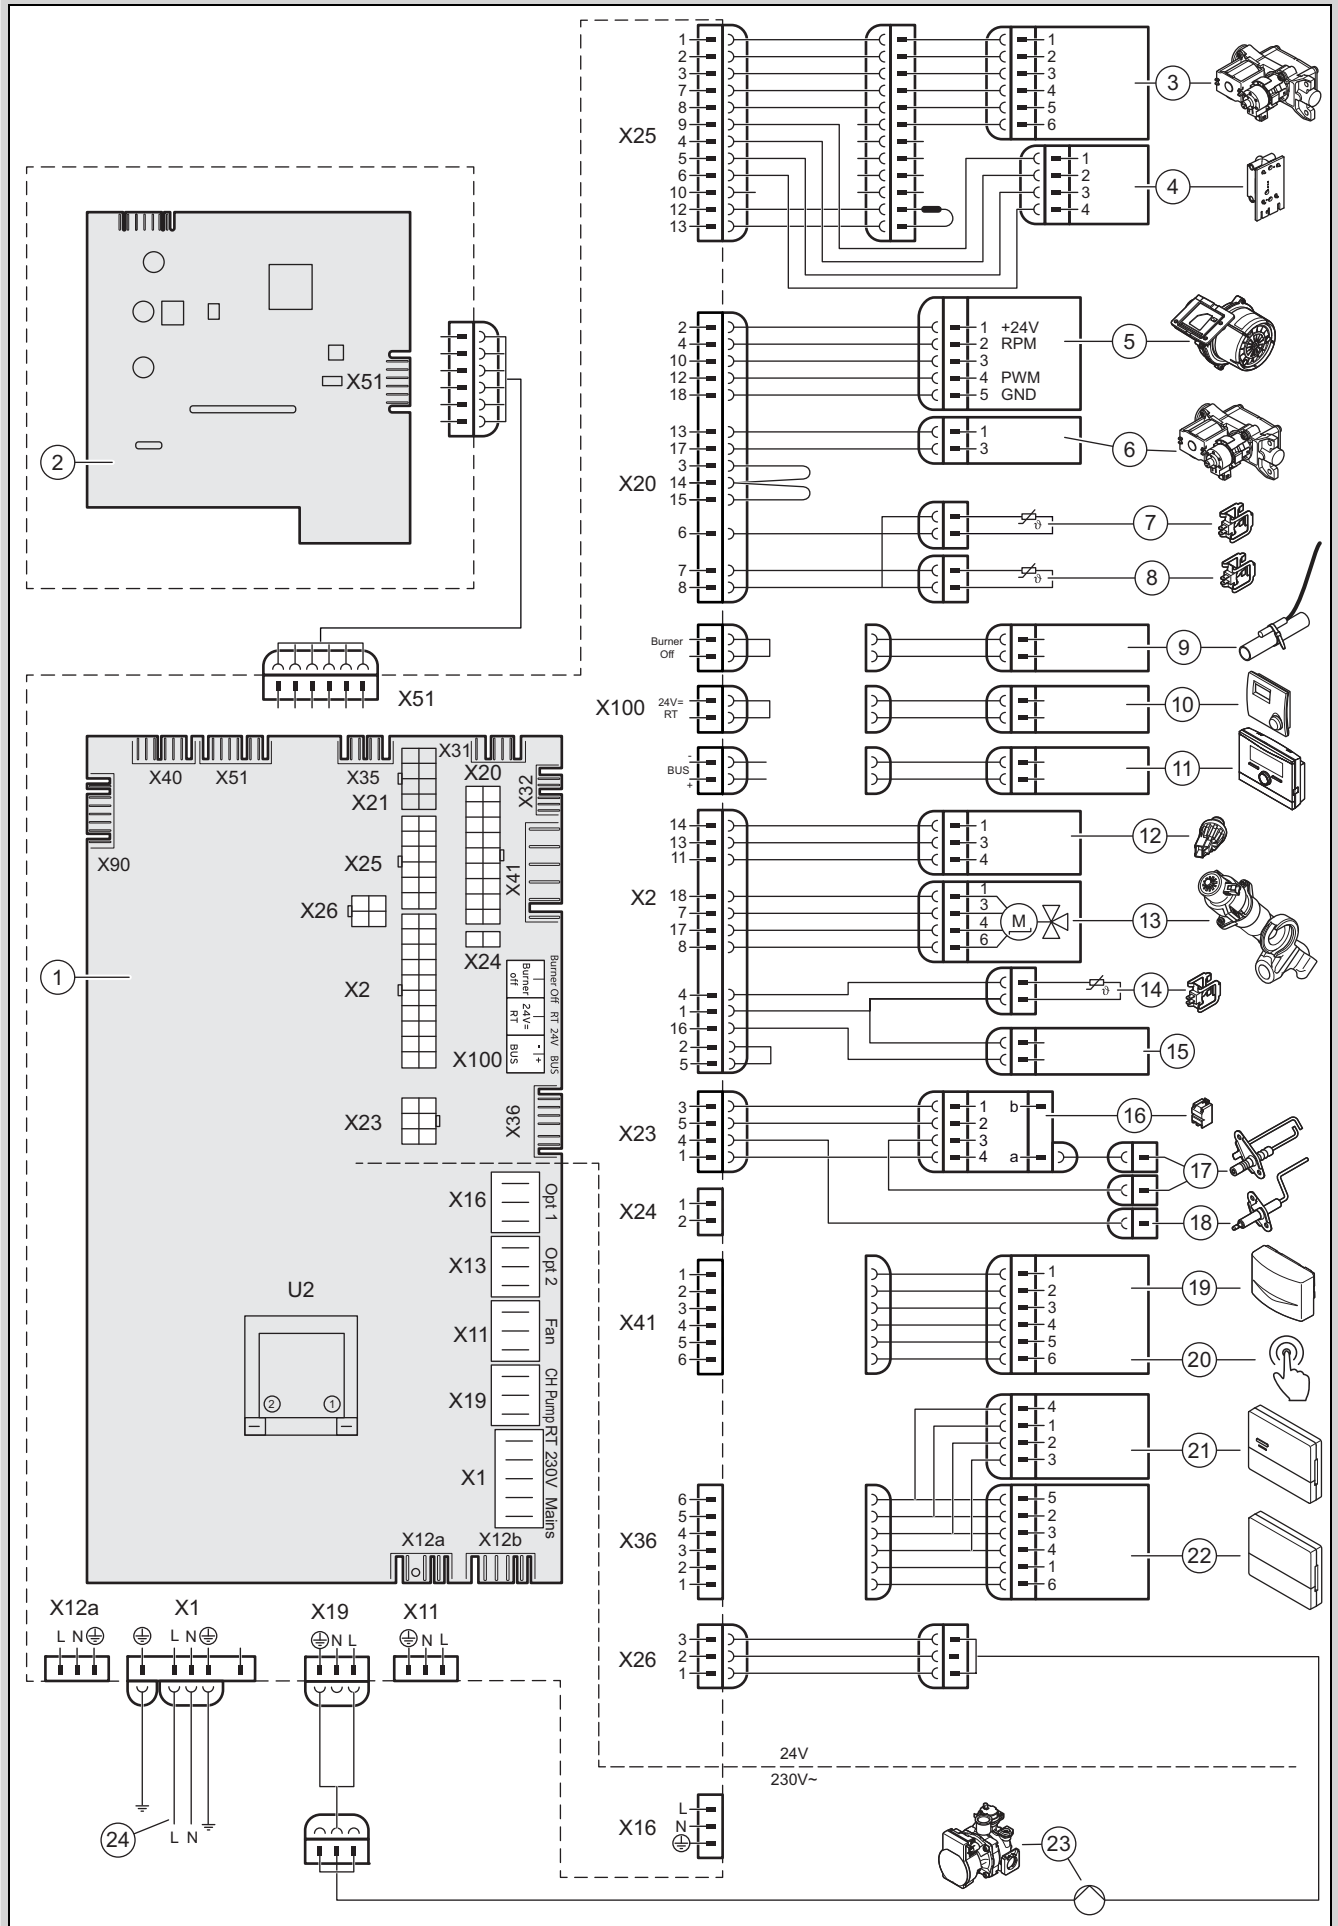 X25
1 1
2 2
3 3
7 4
8 5
9 6
4
5
6
10
12
13
3
1
2
3
4
4
X51
2
X51
X20
2 1 +24V
4 2 RPM
10 3
12 4 PWM
18 5 GND
5
13 1
17 3
6
3
14
15
6
ϑ
7
7
8
ϑ
8
Burner
Off
9
X100
24V=
RT
10
-
BUS
+
11
X2
14 1
13 3
11 4
12
18 1
7 3
17 4
8 6
M
13
4
1
16
2
5
ϑ
14
15
X23
3 1
5 2
4 3
1 4
b
a
16
17
18
X24
1
2
X41
1 1
2 2
3 3
4 4
5 5
6 6
19
20
4
1
2
3
21
X36
6 5
5 2
4 3
3 4
2 1
1 6
22
X26
3
2
1
24V
230V~
X16
L
N
23
1
X40
X51
X35
X31
X20
X32
X21
X90
X25
X41
X26
X24
X2
Burner
off
24V=
RT
BUS
-
+
Burner Off
RT 24V
BUS
X100
X23
X36
X16
Opt 1
X13
Opt 2
X11
Fan
X19
CH Pump
X1
RT 230V
Mains
U2
2
1
X12a
X12b
X12a
L N
X1
L N
X19
N L
X11
N L
24
L N